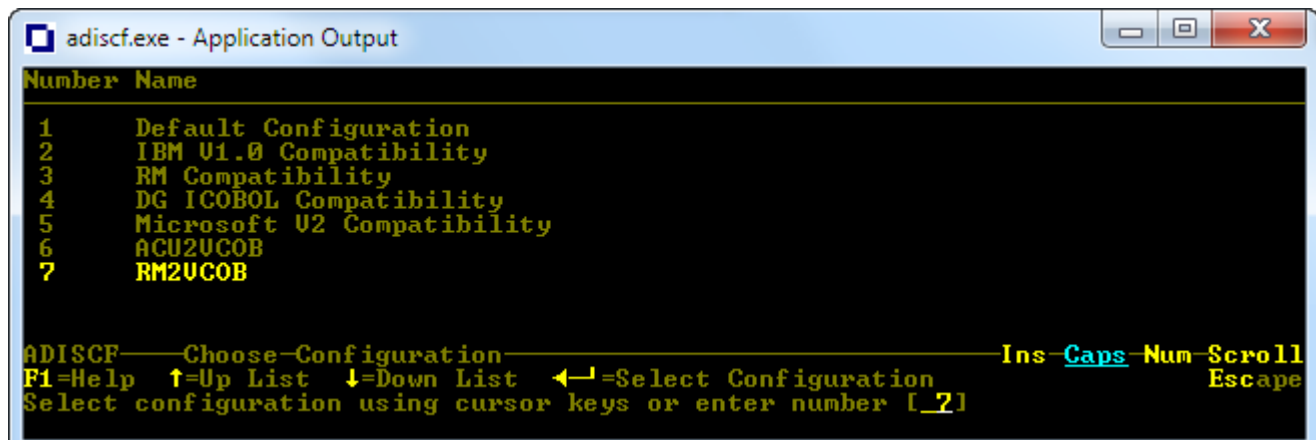 adiscf.exe - Application Output
Number Name
1 Default Configuration
2 IBM V1.0 Compatibility
3 RM Compatibility
4 DG ICOBOL Compatibility
5 Microsoft V2 Compatibility
6 ACU2VCOB
7 RM2VCOB
ADISCF Choose-Configuration Ins-Caps-Num-Scroll
F1=Help ↑=Up List ↓=Down List ◄─┘=Select Configuration Escape
Select configuration using cursor keys or enter number [ 7]